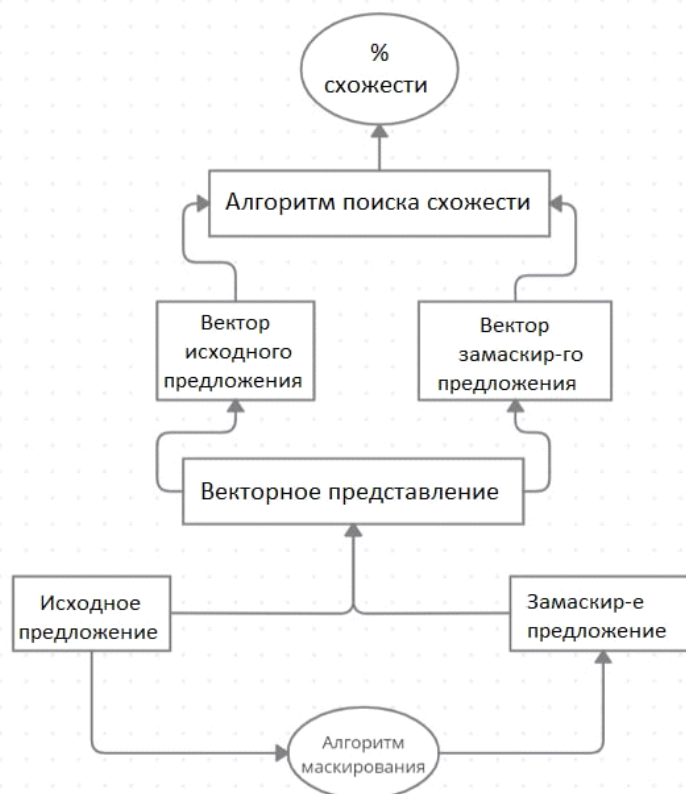 %
схожести
Алгоритм поиска схожести
Вектор
исходного
предложения
Вектор
замаскир-го
предложения
Векторное представление
Исходное
предложение
Замаскир-е
предложение
Алгоритм
маскирования